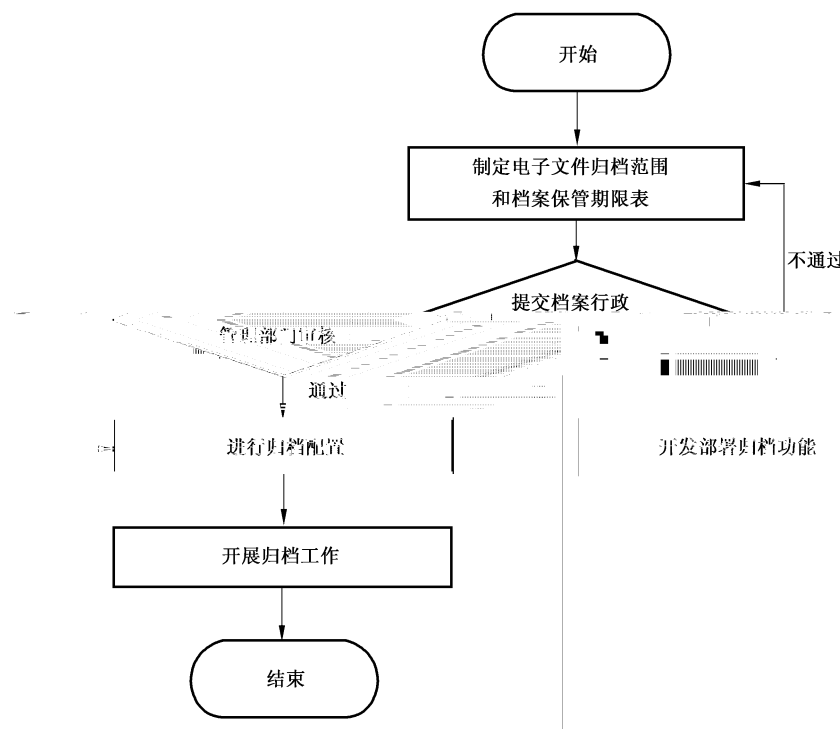 开始
制定电子文件归档范围
和档案保管期限表
不通过
提交档案行政
管理部门审核
通过
进行归档配置
开发部署归档功能
开展归档工作
结束